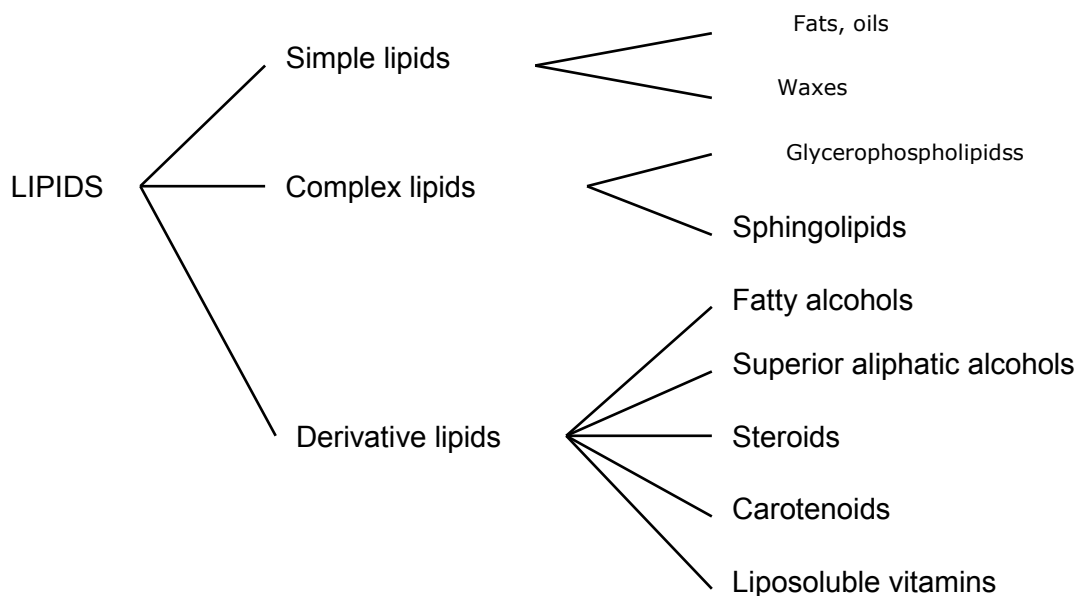 Fats, oils
Simple lipids
Waxes
Glycerophospholipidss
LIPIDS
Complex lipids
Sphingolipids
Fatty alcohols
Superior aliphatic alcohols
Derivative lipids
Steroids
Carotenoids
Liposoluble vitamins